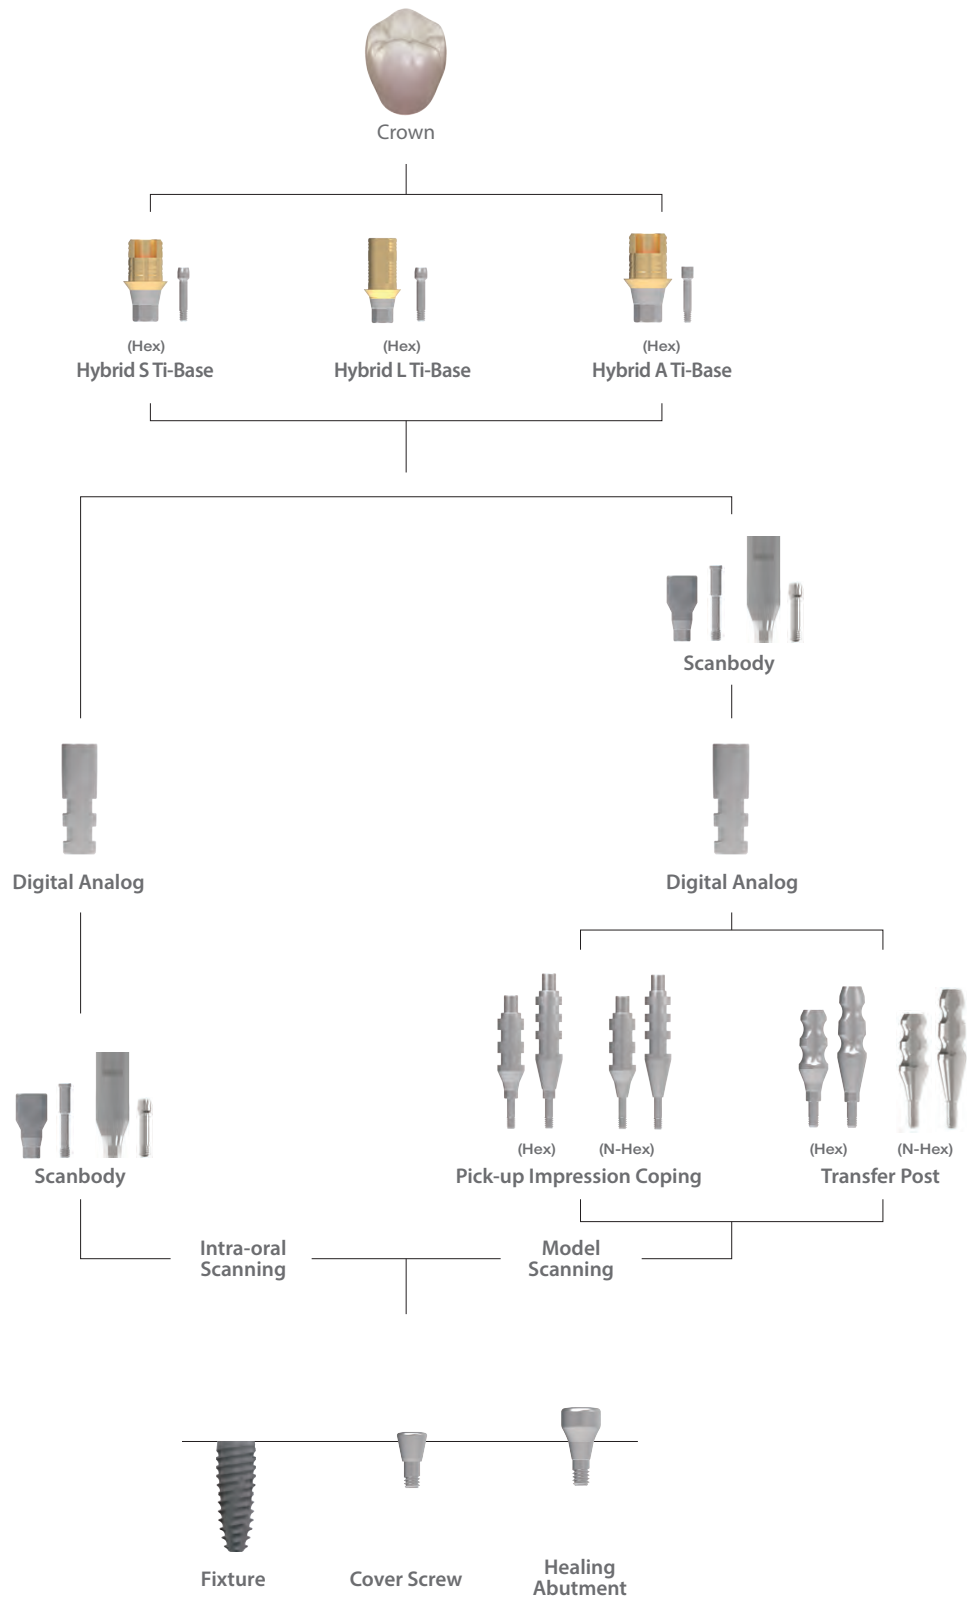 Crown
(Hex)
Hybrid S Ti-Base
(Hex)
Hybrid L Ti-Base
(Hex)
Hybrid A Ti-Base
Scanbody
Digital Analog
Digital Analog
(Hex)
(N-Hex)
Pick-up Impression Coping
(Hex)
(N-Hex)
Transfer Post
Scanbody
Intra-oral
Scanning
Model
Scanning
Fixture
Cover Screw
Healing
Abutment